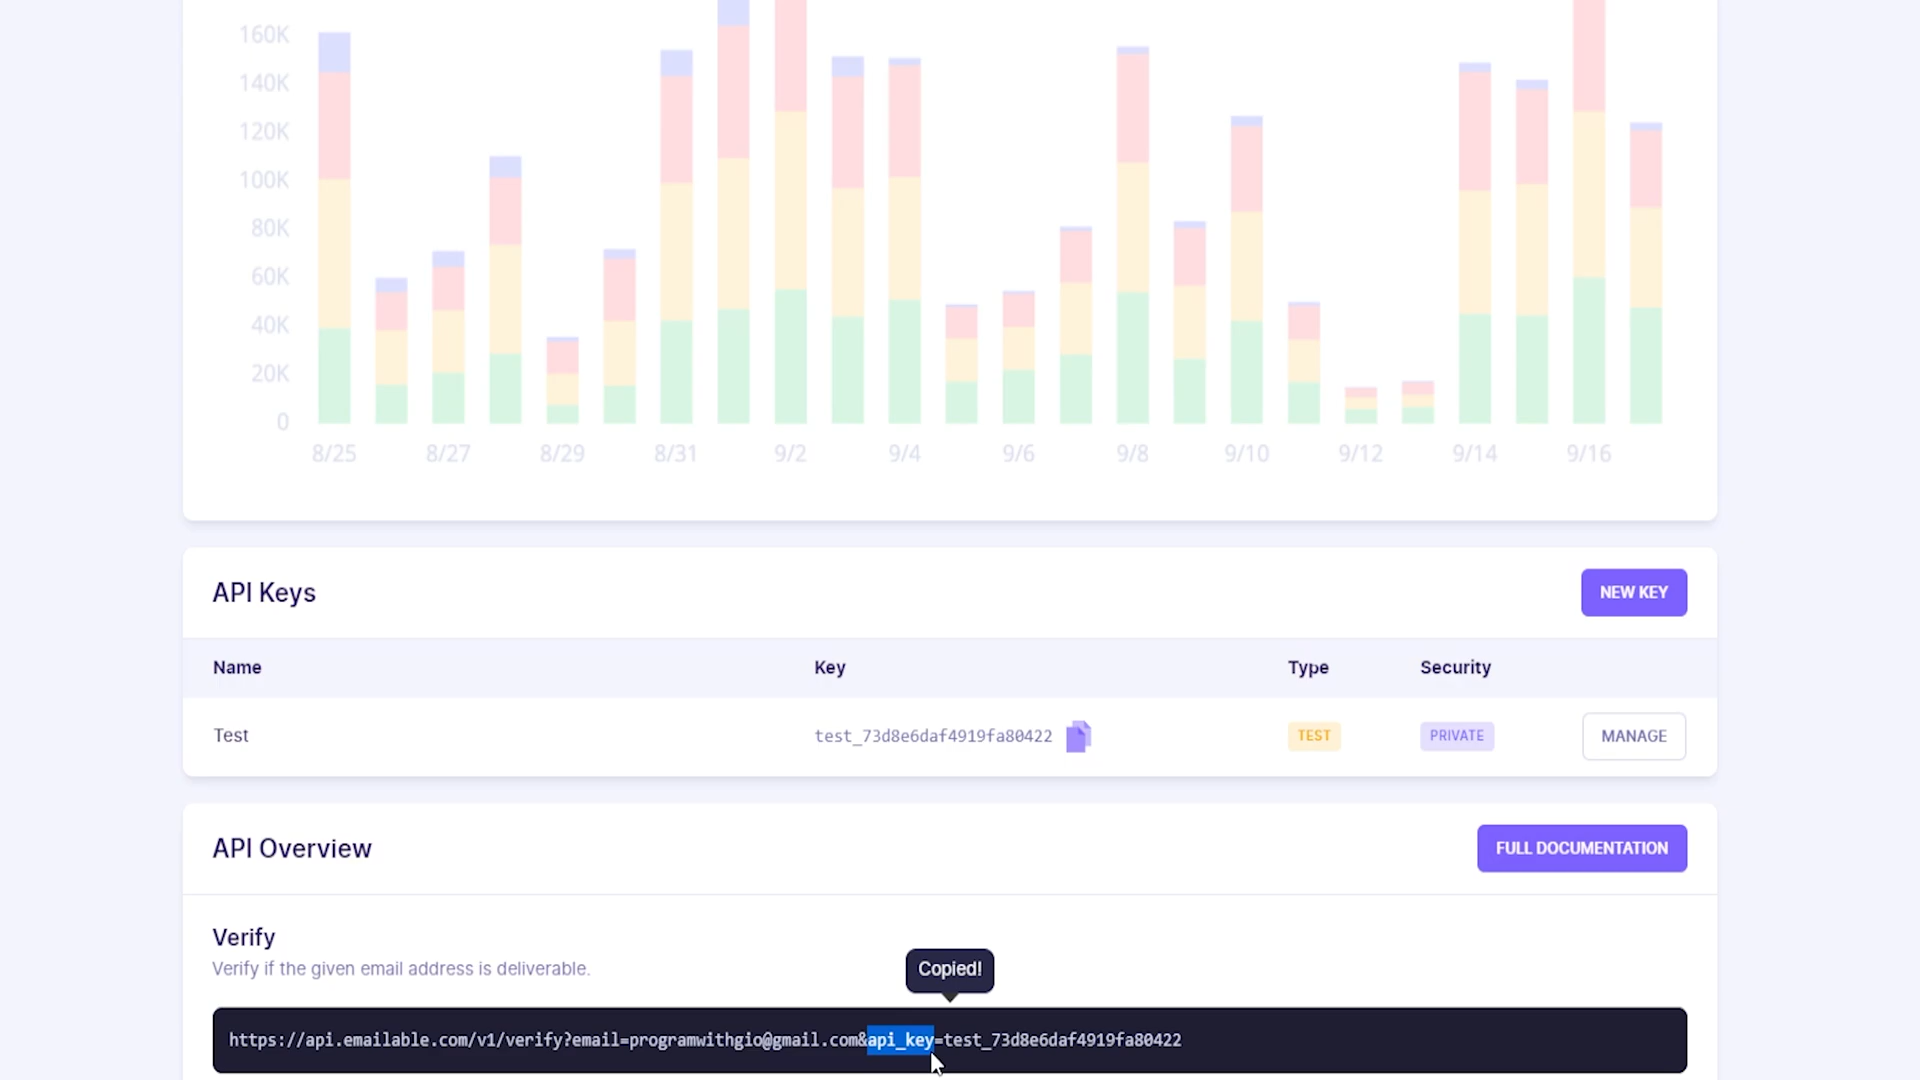 160K
140K
120K
100K
80K
60K
40K
20K
0
8/25 8/27 8/29 8/31 9/2 9/4 9/6 9/8 9/10 9/12 9/14 9/16
API Keys
NEW KEY
Name Key Type Security
Test test_73d8e6daf4919fa80422 TEST PRIVATE MANAGE
API Overview
FULL DOCUMENTATION
Verify
Verify if the given email address is deliverable.
Copied!
https://api.emailable.com/v1/verify?email=programwithgio@gmail.com&api_key=test_73d8e6daf4919fa80422